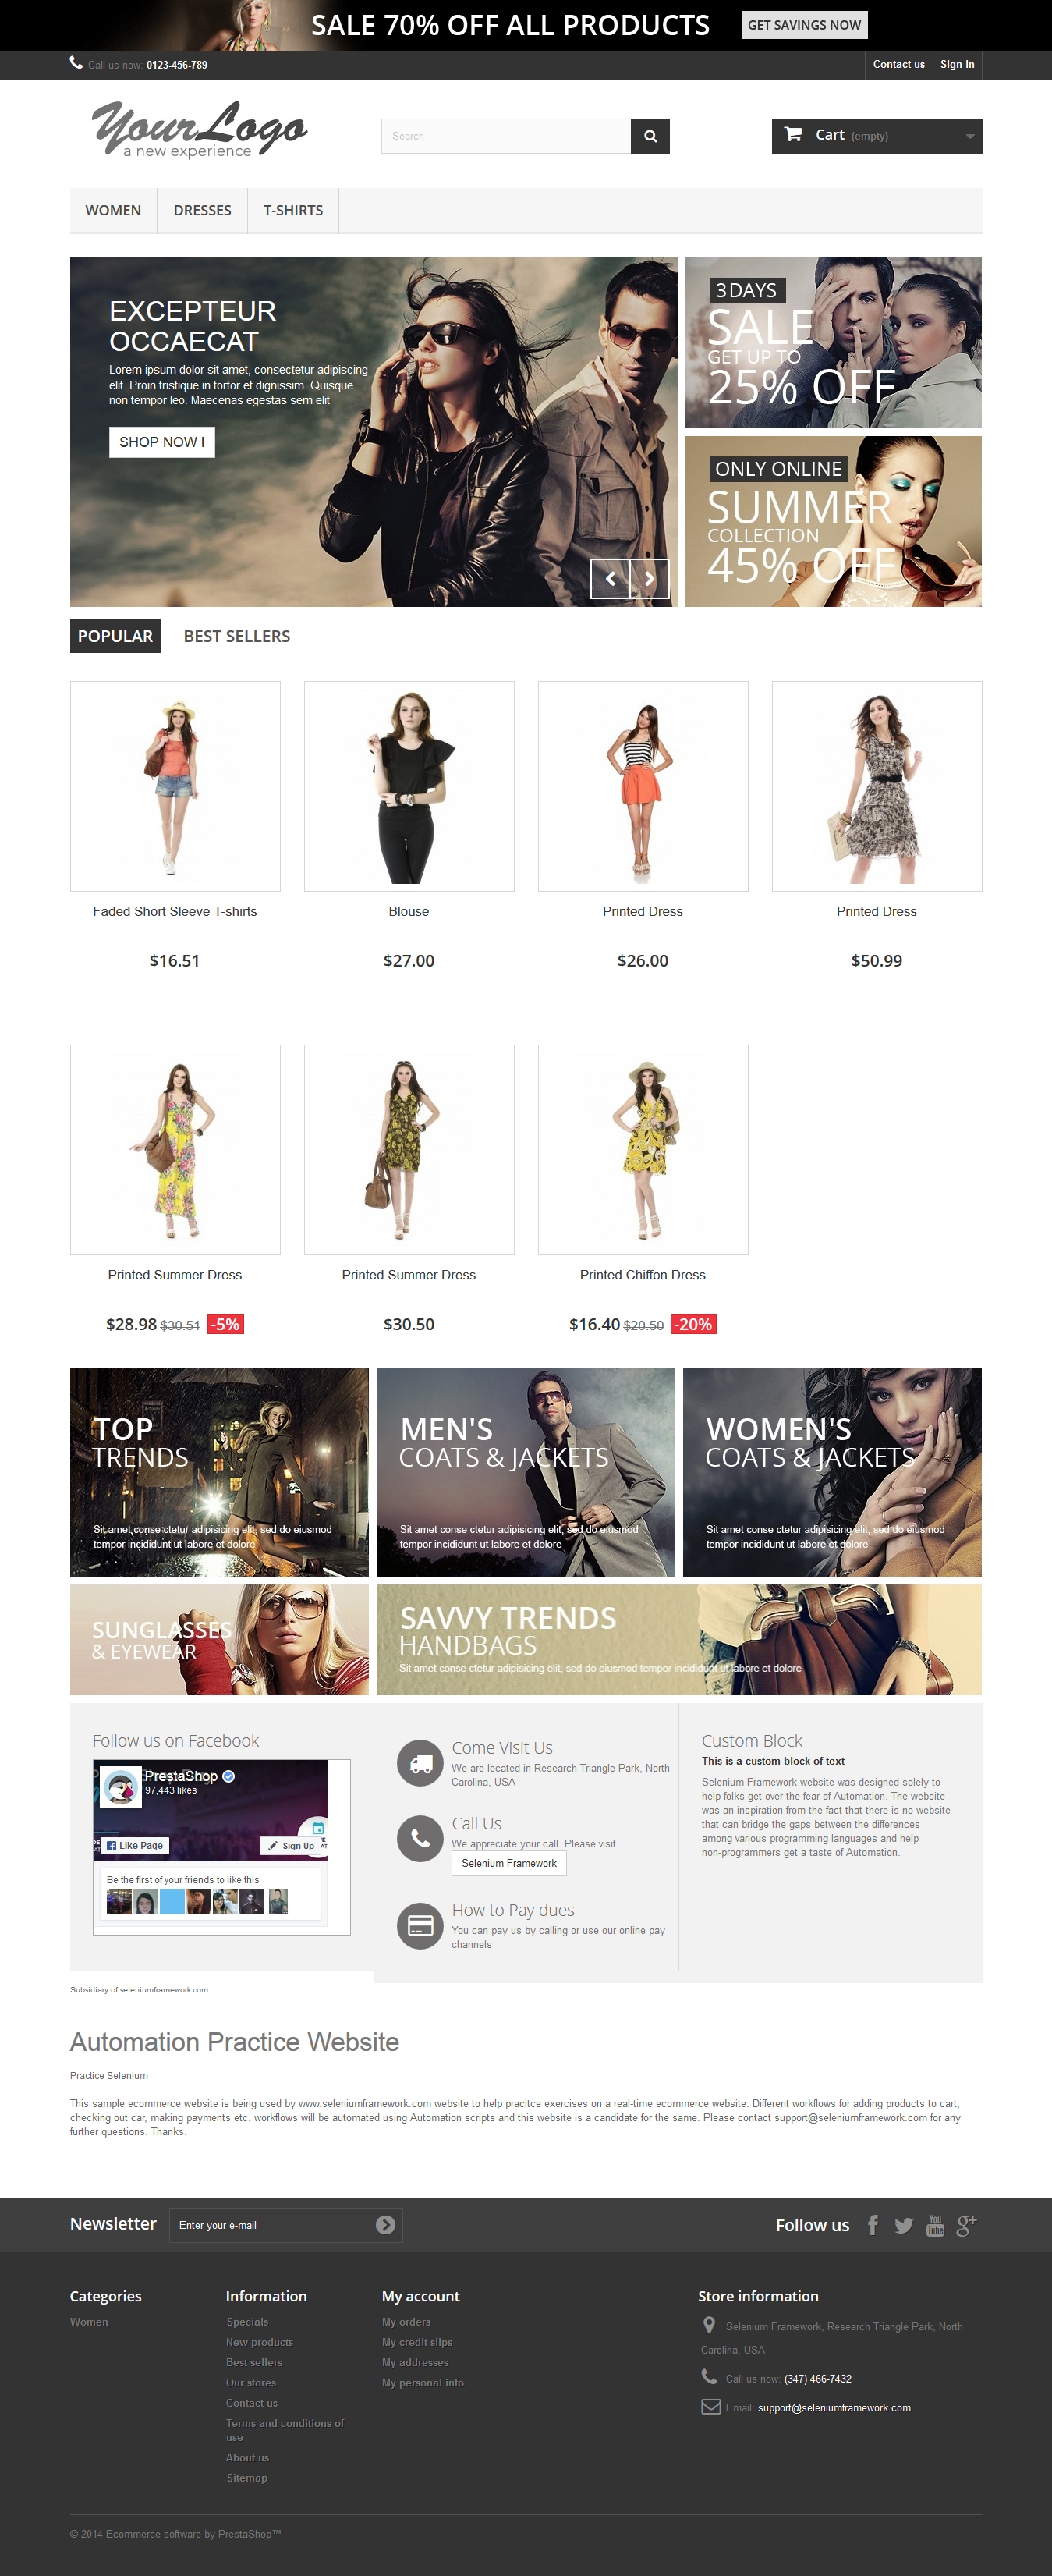 SALE 70% OFF ALL PRODUCTS
GET SAVINGS NOW
Call us now: 0123-456-789
Contact us
Sign in
YourLogo
a new experience
Search
Cart (empty)
WOMEN
DRESSES
T-SHIRTS
EXCEPTEUR
OCCAECAT
Lorem ipsum dolor sit amet, consectetur adipiscing
elit. Proin tristique in tortor et dignissim. Quisque
non tempor leo. Maecenas egestas sem elit
SHOP NOW !
3 DAYS
SALE
GET UP TO
25% OFF
ONLY ONLINE
SUMMER
COLLECTION
45% OFF
POPULAR
BEST SELLERS
Faded Short Sleeve T-shirts
$16.51
Blouse
$27.00
Printed Dress
$26.00
Printed Dress
$50.99
Printed Summer Dress
$28.98 $30.51 -5%
Printed Summer Dress
$30.50
Printed Chiffon Dress
$16.40 $20.50 -20%
TOP
TRENDS
Sit amet conse ctetur adipisicing elit, sed do eiusmod
tempor incididunt ut labore et dolore
MEN'S
COATS & JACKETS
Sit amet conse ctetur adipisicing elit, sed do eiusmod
tempor incididunt ut labore et dolore
WOMEN'S
COATS & JACKETS
Sit amet conse ctetur adipisicing elit, sed do eiusmod
tempor incididunt ut labore et dolore
SUNGLASSES
& EYEWEAR
SAVVY TRENDS
HANDBAGS
Sit amet conse ctetur adipisicing elit, sed do eiusmod tempor incididunt ut labore et dolore
Follow us on Facebook
PrestaShop
97,443 likes
Like Page
Sign Up
Be the first of your friends to like this
Come Visit Us
We are located in Research Triangle Park, North
Carolina, USA
Call Us
We appreciate your call. Please visit
Selenium Framework
How to Pay dues
You can pay us by calling or use our online pay
channels
Custom Block
This is a custom block of text
Selenium Framework website was designed solely to
help folks get over the fear of Automation. The website
was an inspiration from the fact that there is no website
that can bridge the gaps between the differences
among various programming languages and help
non-programmers get a taste of Automation.
Subsidiary of seleniumframework.com
Automation Practice Website
Practice Selenium
This sample ecommerce website is being used by www.seleniumframework.com website to help pracitce exercises on a real-time ecommerce website. Different workflows for adding products to cart,
checking out car, making payments etc. workflows will be automated using Automation scripts and this website is a candidate for the same. Please contact support@seleniumframework.com for any
further questions. Thanks.
Newsletter
Enter your e-mail
Follow us
You
Tube
Categories
Women
Information
Specials
New products
Best sellers
Our stores
Contact us
Terms and conditions of
use
About us
Sitemap
My account
My orders
My credit slips
My addresses
My personal info
Store information
Selenium Framework, Research Triangle Park, North
Carolina, USA
Call us now: (347) 466-7432
Email: support@seleniumframework.com
© 2014 Ecommerce software by PrestaShop™